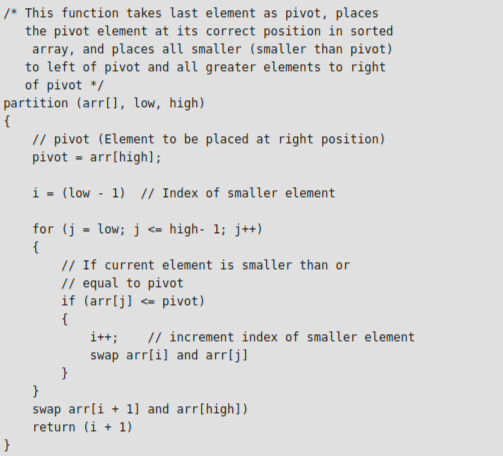 /* This function takes last element as pivot, places
   the pivot element at its correct position in sorted
    array, and places all smaller (smaller than pivot)
   to left of pivot and all greater elements to right
   of pivot */
partition (arr[], low, high)
{
    // pivot (Element to be placed at right position)
    pivot = arr[high];

    i = (low - 1)  // Index of smaller element

    for (j = low; j <= high- 1; j++)
    {
        // If current element is smaller than or
        // equal to pivot
        if (arr[j] <= pivot)
        {
            i++;    // increment index of smaller element
            swap arr[i] and arr[j]
        }
    }
    swap arr[i + 1] and arr[high])
    return (i + 1)
}